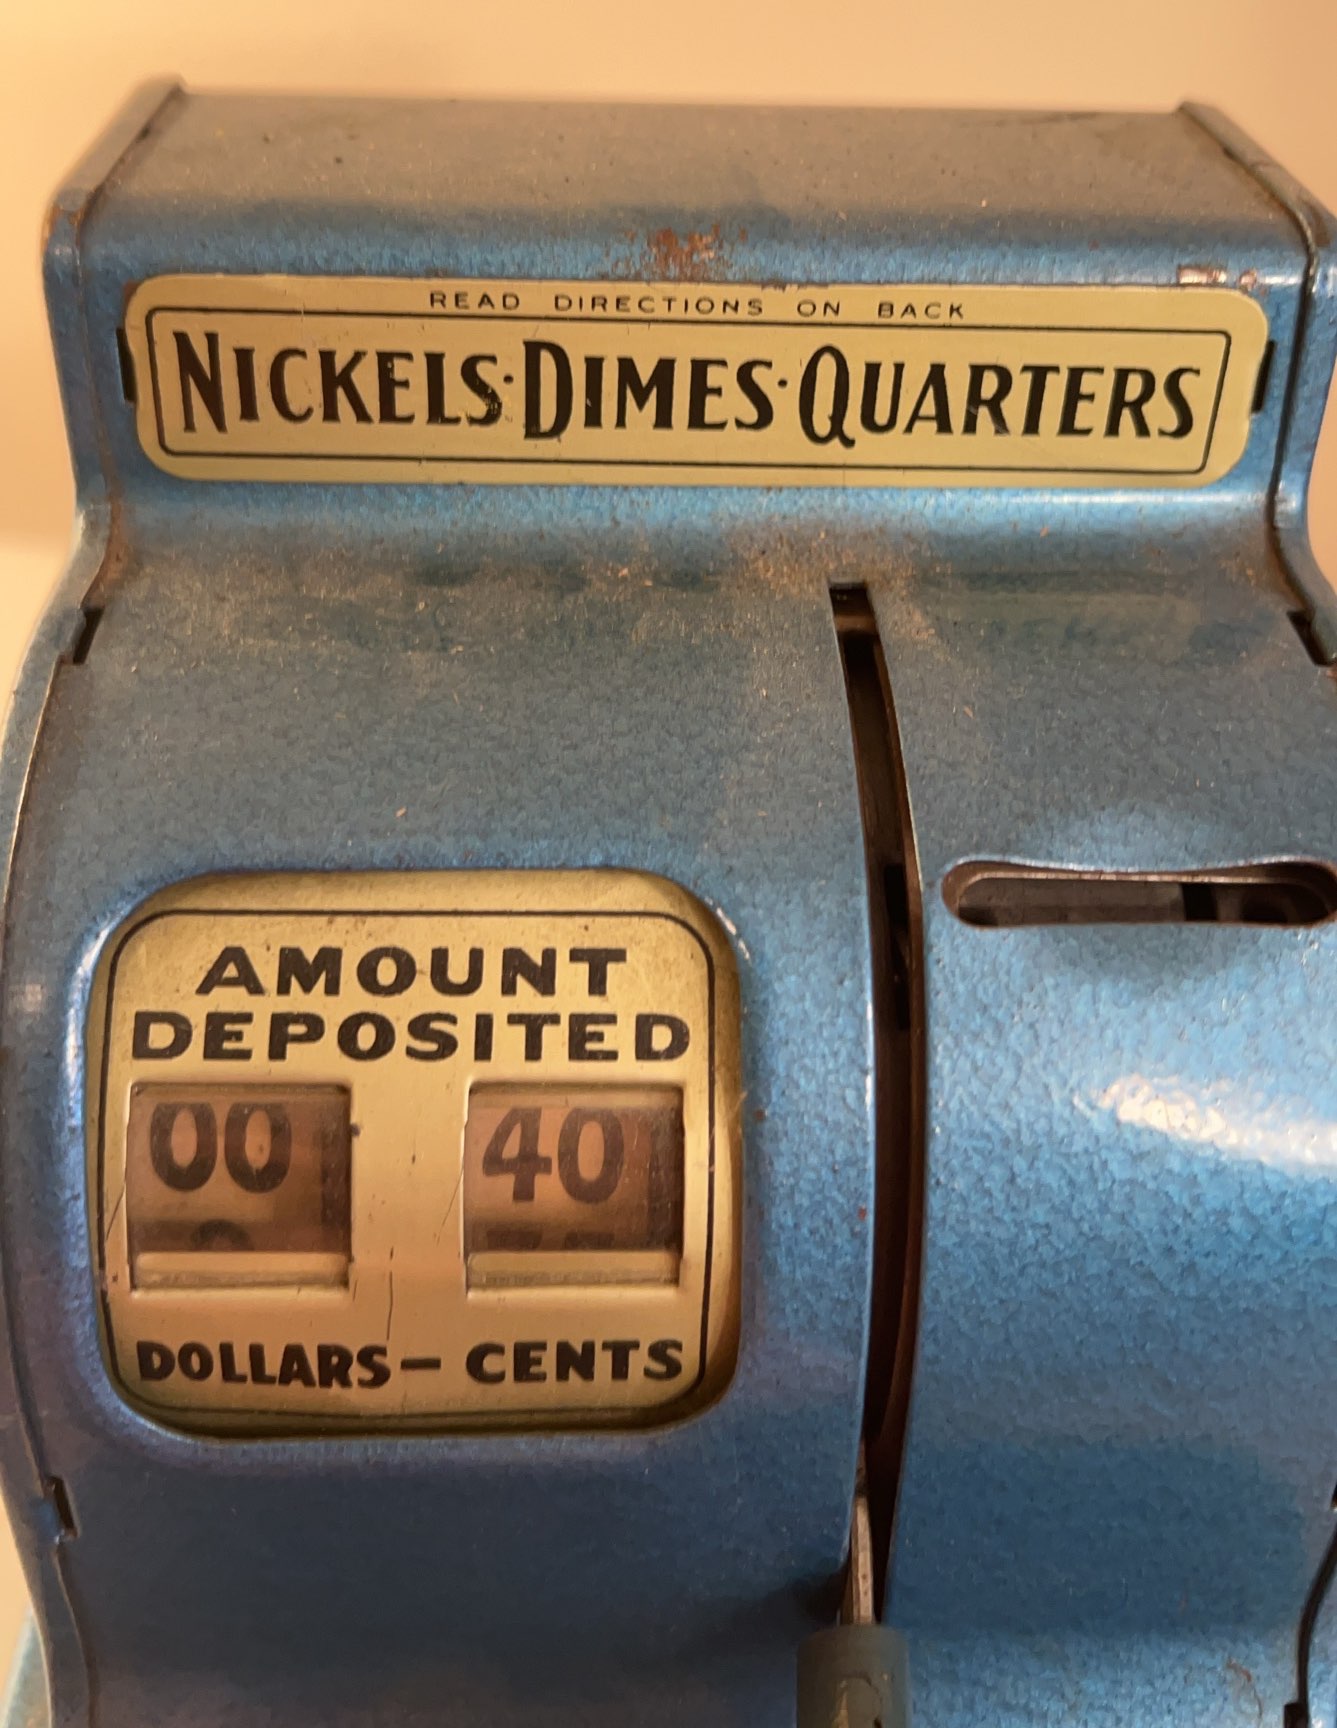 READ DIRECTIONS ON BACK
NICKELS·DIMES·QUARTERS
AMOUNT
DEPOSITED
00 40
DOLLARS — CENTS